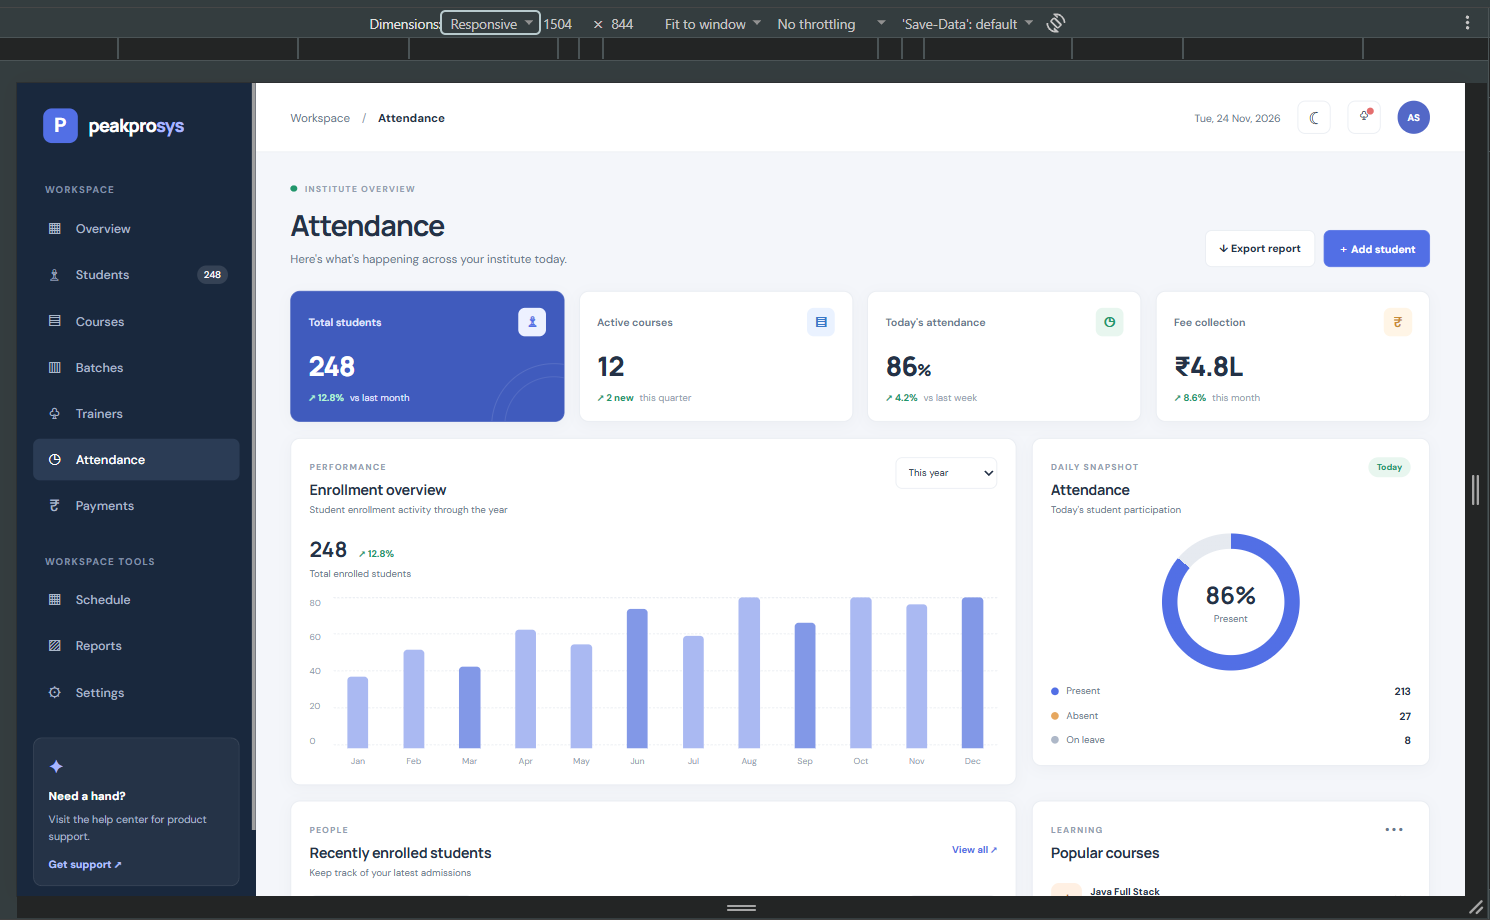 Dimensions: Responsive 1504 × 844 Fit to window No throttling 'Save-Data': default
P peakprosys
WORKSPACE
Overview
Students 248
Courses
Batches
Trainers
Attendance
Payments
WORKSPACE TOOLS
Schedule
Reports
Settings
Need a hand?
Visit the help center for product
support.
Get support ↗
Workspace / Attendance
Tue, 24 Nov, 2026
AS
INSTITUTE OVERVIEW
Attendance
Here's what's happening across your institute today.
↓ Export report
+ Add student
Total students
248
↗ 12.8% vs last month
Active courses
12
↗ 2 new this quarter
Today's attendance
86%
↗ 4.2% vs last week
Fee collection
₹4.8L
↗ 8.6% this month
PERFORMANCE
Enrollment overview
Student enrollment activity through the year
This year
248 ↗ 12.8%
Total enrolled students
80
60
40
20
0
Jan Feb Mar Apr May Jun Jul Aug Sep Oct Nov Dec
DAILY SNAPSHOT
Today
Attendance
Today's student participation
86%
Present
Present 213
Absent 27
On leave 8
PEOPLE
Recently enrolled students
Keep track of your latest admissions
View all ↗
LEARNING
Popular courses
Java Full Stack